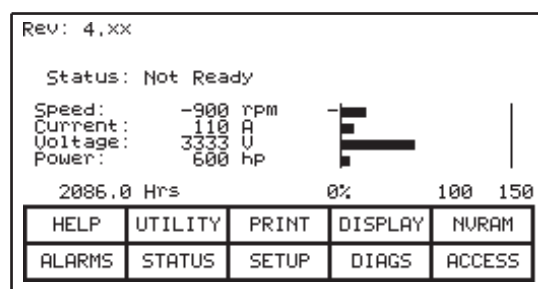 Rev: 4.xx
Status: Not Ready
Speed: -900 rpm -
Current: 110 A
Voltage: 3333 V
Power: 600 hp
2086.0 Hrs 0% 100 150
HELP UTILITY PRINT DISPLAY NVRAM
ALARMS STATUS SETUP DIAGS ACCESS